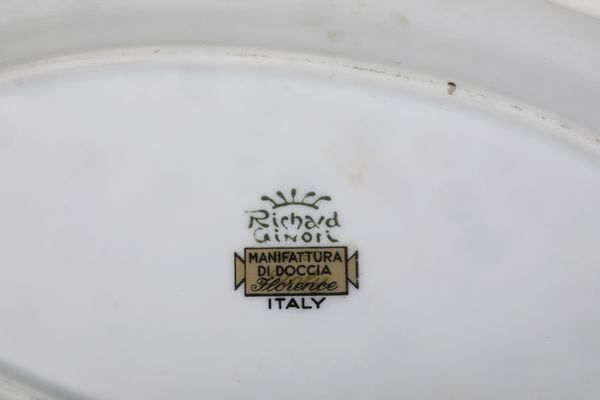 Richard
GINORI
MANIFATTURA
DI DOCCIA
Florence
ITALY